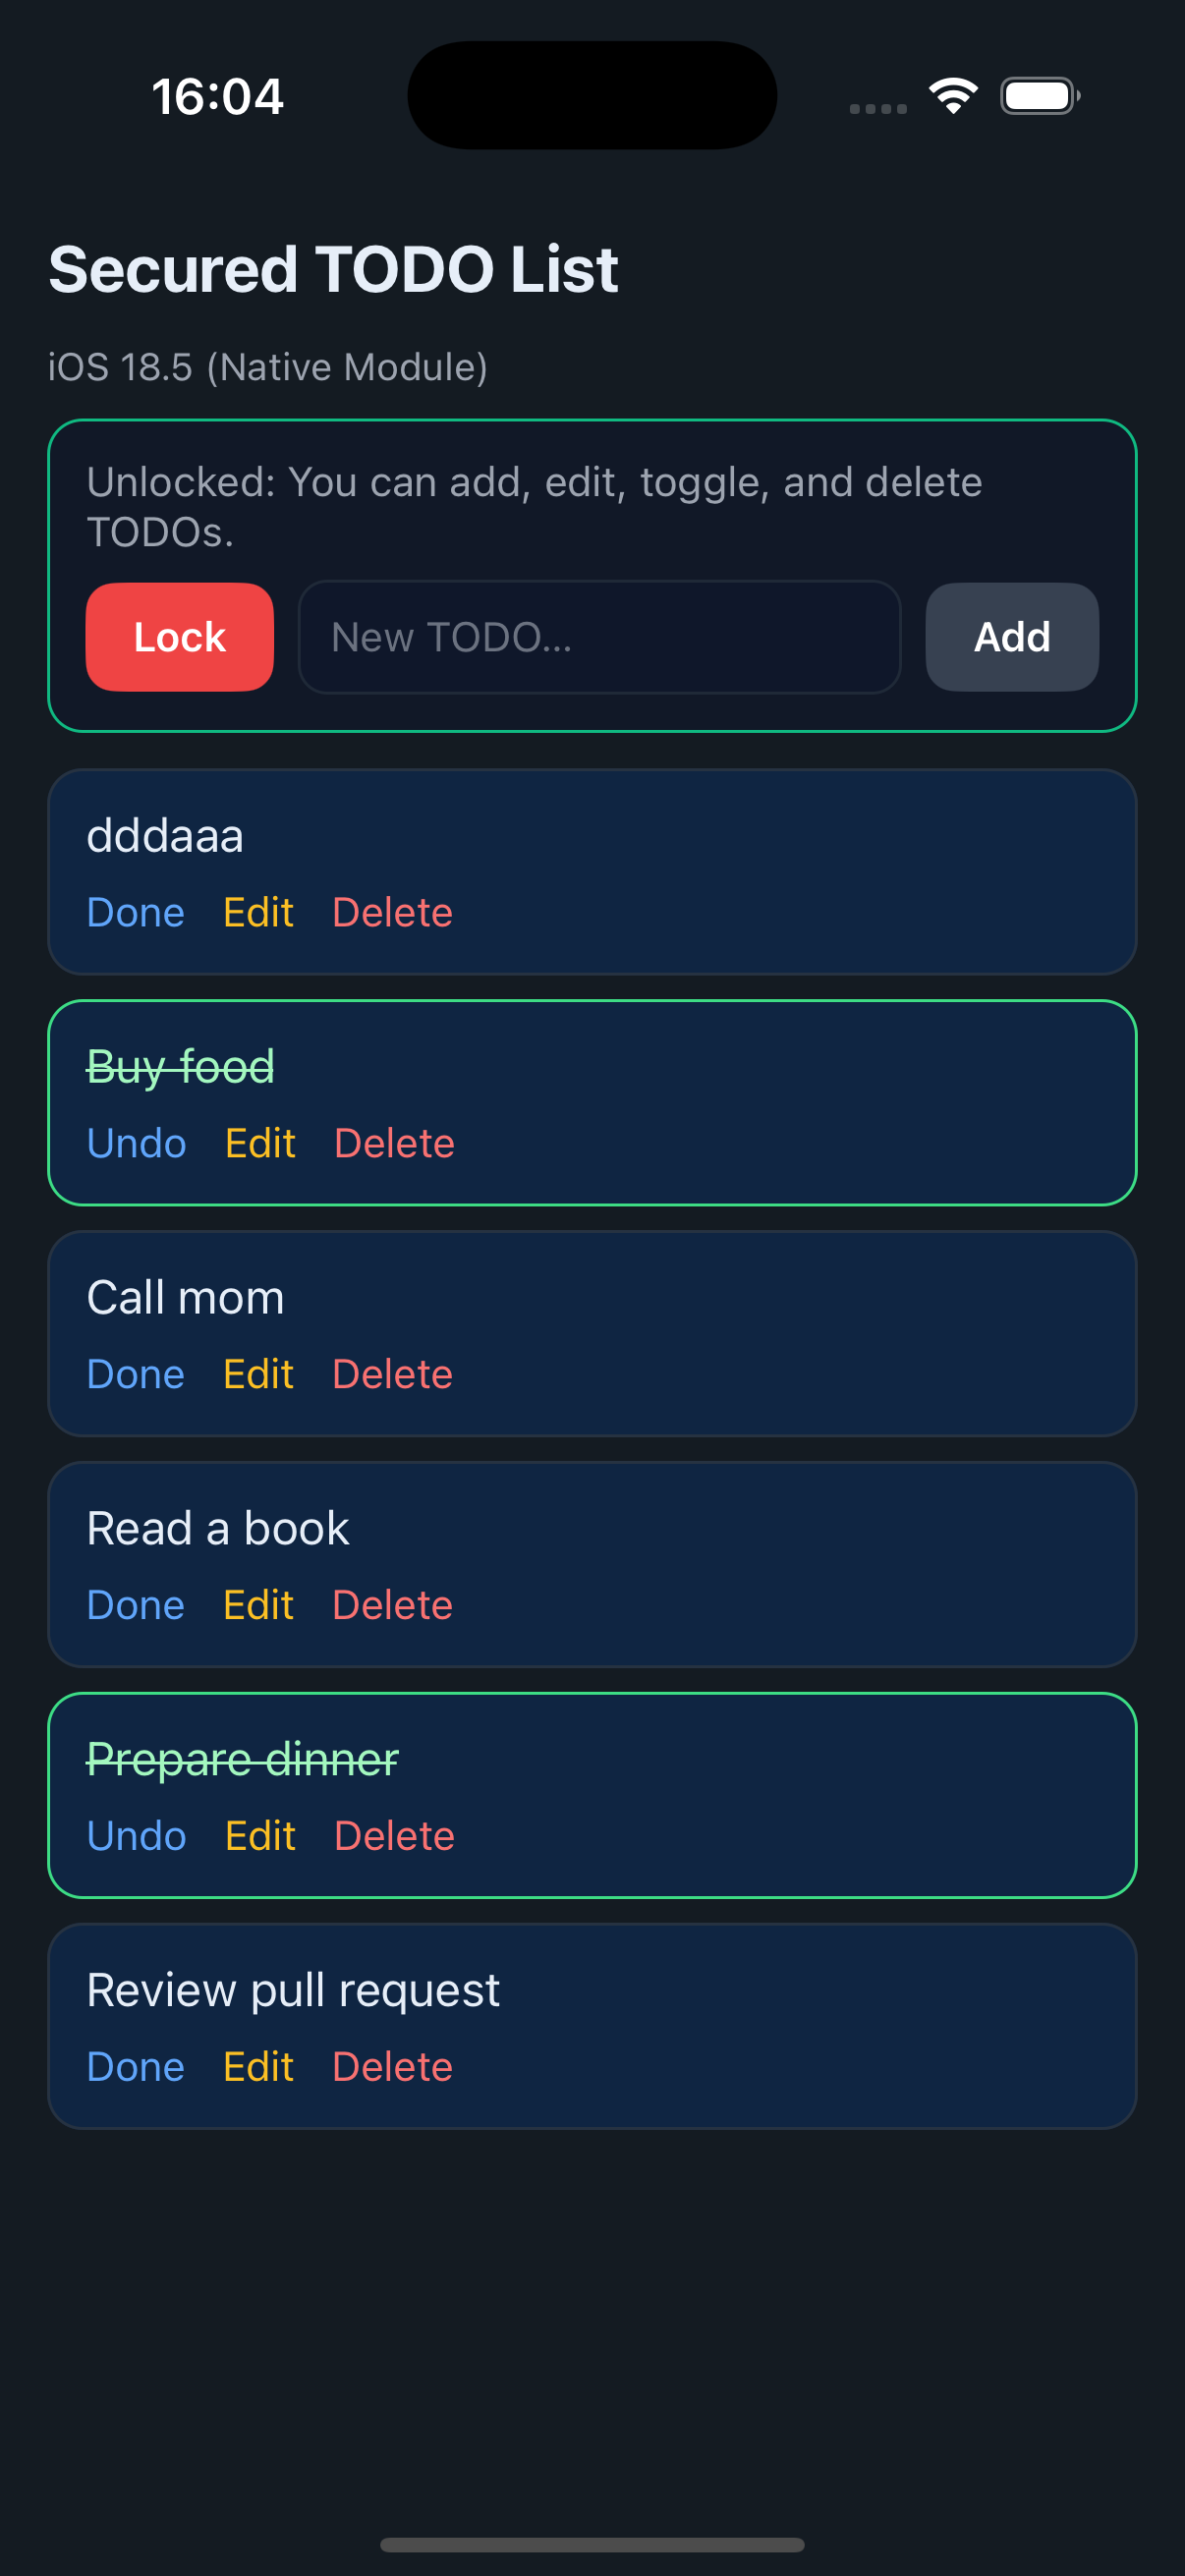 16:04
Secured TODO List
iOS 18.5 (Native Module)
Unlocked: You can add, edit, toggle, and delete
TODOs.
Lock New TODO... Add
dddaaa
Done Edit Delete
Buy food
Undo Edit Delete
Call mom
Done Edit Delete
Read a book
Done Edit Delete
Prepare dinner
Undo Edit Delete
Review pull request
Done Edit Delete